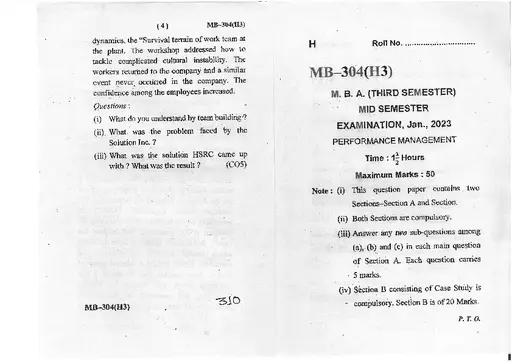 ( 4 ) MB-304(H3)
dynamics, the "Survival terrain of work team at
the plant. The workshop addressed how to
tackle complicated cultural instability. The
workers returned to the company and a similar
event never occurred in the company. The
confidence among the employees increased.
Questions :
(i) What do you understand by team building ?
(ii) What was the problem faced by the
Solution Inc. ?
(iii) What was the solution HSRC came up
with ? What was the result ? (CO5)
MB-304(H3)
310
H Roll No. ..............................
MB-304(H3)
M. B. A. (THIRD SEMESTER)
MID SEMESTER
EXAMINATION, Jan., 2023
PERFORMANCE MANAGEMENT
Time : 1½ Hours
Maximum Marks : 50
Note : (i) This question paper contains two
Sections-Section A and Section.
(ii) Both Sections are compulsory.
(iii) Answer any two sub-questions among
(a), (b) and (c) in each main question
of Section A. Each question carries
5 marks.
(iv) Section B consisting of Case Study is
compulsory. Section B is of 20 Marks.
P. T. O.